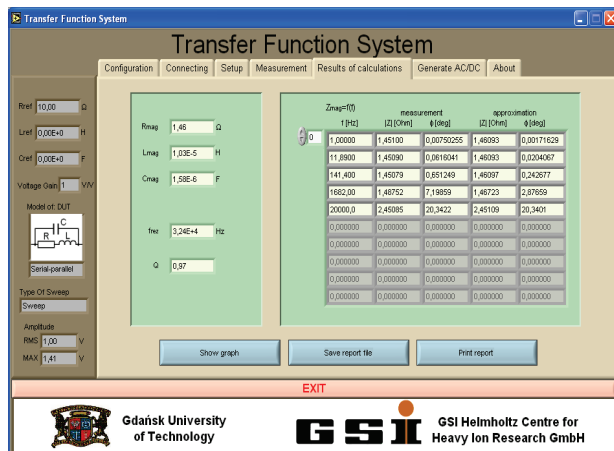 Transfer Function System
Transfer Function System
Configuration Connecting Setup Measurement Results of calculations Generate AC/DC About
Rref 10,00 Ω
Lref 0,00E+0 H
Cref 0,00E+0 F
Voltage Gain 1 V/V
Model of DUT
C
R L
Serial-parallel
Type Of Sweep
Sweep
Amplitude
RMS 1,00 V
MAX 1,41 V
Rmag 1,46 Ω
Lmag 1,03E-5 H
Cmag 1,58E-6 F
frez 3,24E+4 Hz
Q 0,97
Zmag=f(f)
measurement approximation
f [Hz] |Z| [Ohm] ϕ [deg] |Z| [Ohm] ϕ [deg]
0 1,00000 1,45100 0,00750255 1,46093 0,00171629
11,8900 1,45090 0,0616041 1,46093 0,0204067
141,400 1,45079 0,651249 1,46097 0,242677
1682,00 1,48752 7,19859 1,46723 2,87659
20000,0 2,45085 20,3422 2,45109 20,3401
0,000000 0,000000 0,000000 0,000000 0,000000
0,000000 0,000000 0,000000 0,000000 0,000000
0,000000 0,000000 0,000000 0,000000 0,000000
0,000000 0,000000 0,000000 0,000000 0,000000
0,000000 0,000000 0,000000 0,000000 0,000000
Show graph Save report file Print report
EXIT
Gdańsk University
of Technology
GSI
GSI Helmholtz Centre for
Heavy Ion Research GmbH